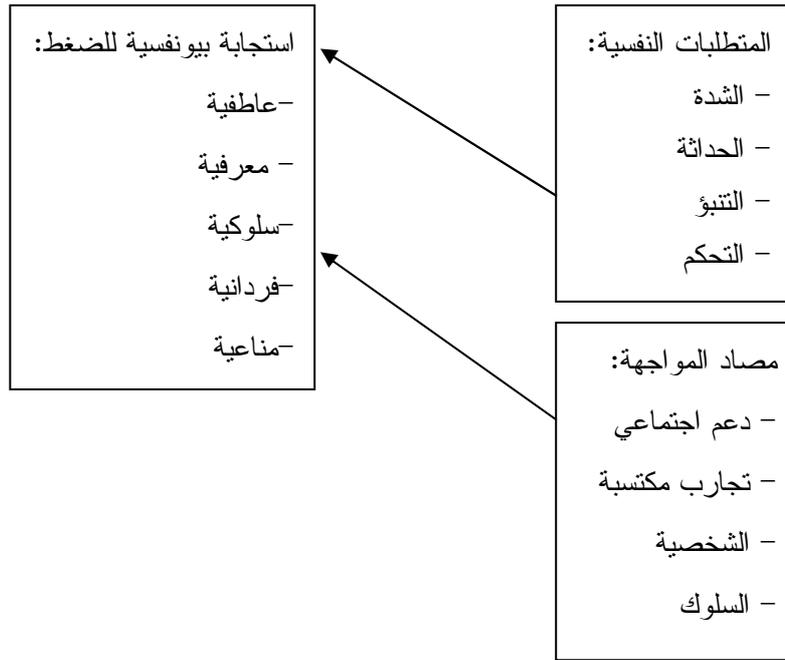 المتطلبات النفسية:
– الشدة
– الحداثة
– التنبؤ
– التحكم
مصاد المواجهة:
– دعم اجتماعي
– تجارب مكتسبة
– الشخصية
– السلوك
استجابة بيونفسية للضغط:
–عاطفية
– معرفية
–سلوكية
–فردانية
–مناعية